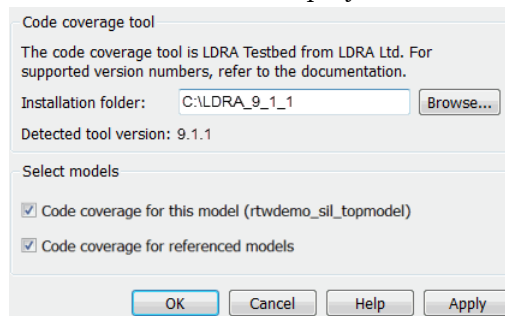 Code coverage tool
The code coverage tool is LDRA Testbed from LDRA Ltd. For
supported version numbers, refer to the documentation.
Installation folder: C:\LDRA_9_1_1 Browse...
Detected tool version: 9.1.1
Select models
Code coverage for this model (rtwdemo_sil_topmodel)
Code coverage for referenced models
OK Cancel Help Apply